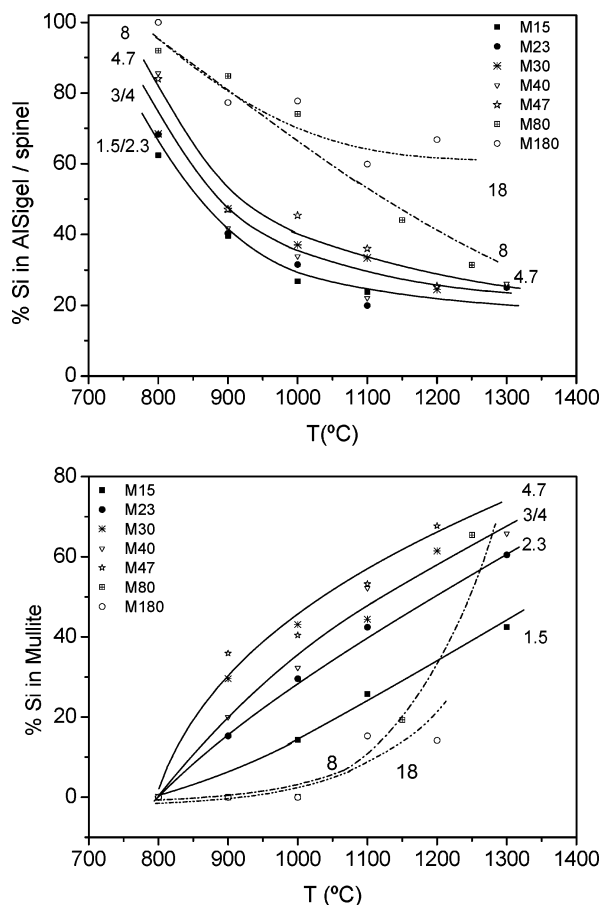 100
80
60
40
20
0
% Si in AlSigel / spinel
8
4.7
3/4
1.5/2.3
18
8
4.7
M15
M23
M30
M40
M47
M80
M180
700 800 900 1000 1100 1200 1300 1400
T(ºC)
80
60
40
20
0
% Si in Mullite
M15
M23
M30
M40
M47
M80
M180
4.7
3/4
2.3
1.5
8
18
700 800 900 1000 1100 1200 1300 1400
T (ºC)